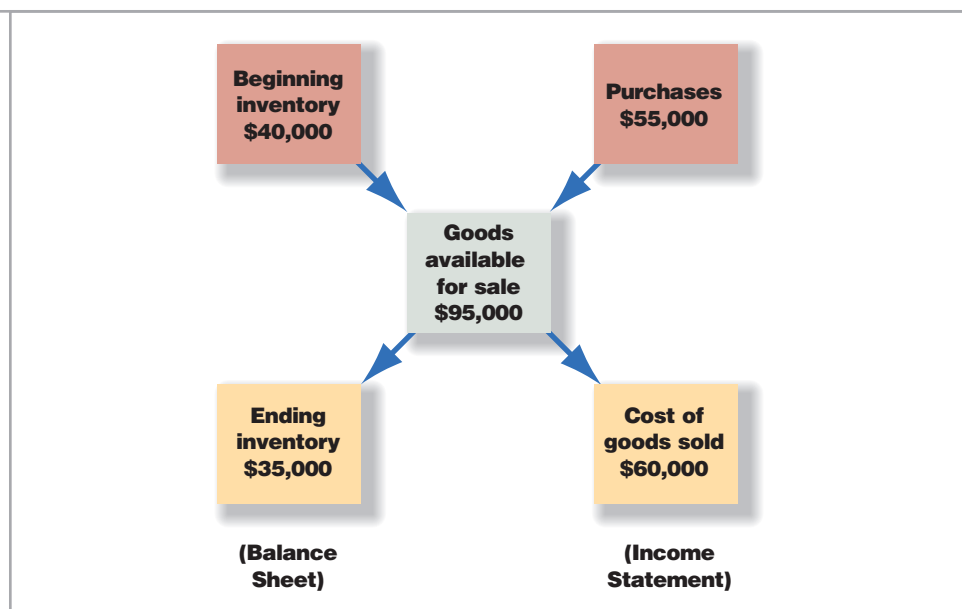 Beginning
inventory
$40,000
Purchases
$55,000
Goods
available
for sale
$95,000
Ending
inventory
$35,000
Cost of
goods sold
$60,000
(Balance
Sheet)
(Income
Statement)